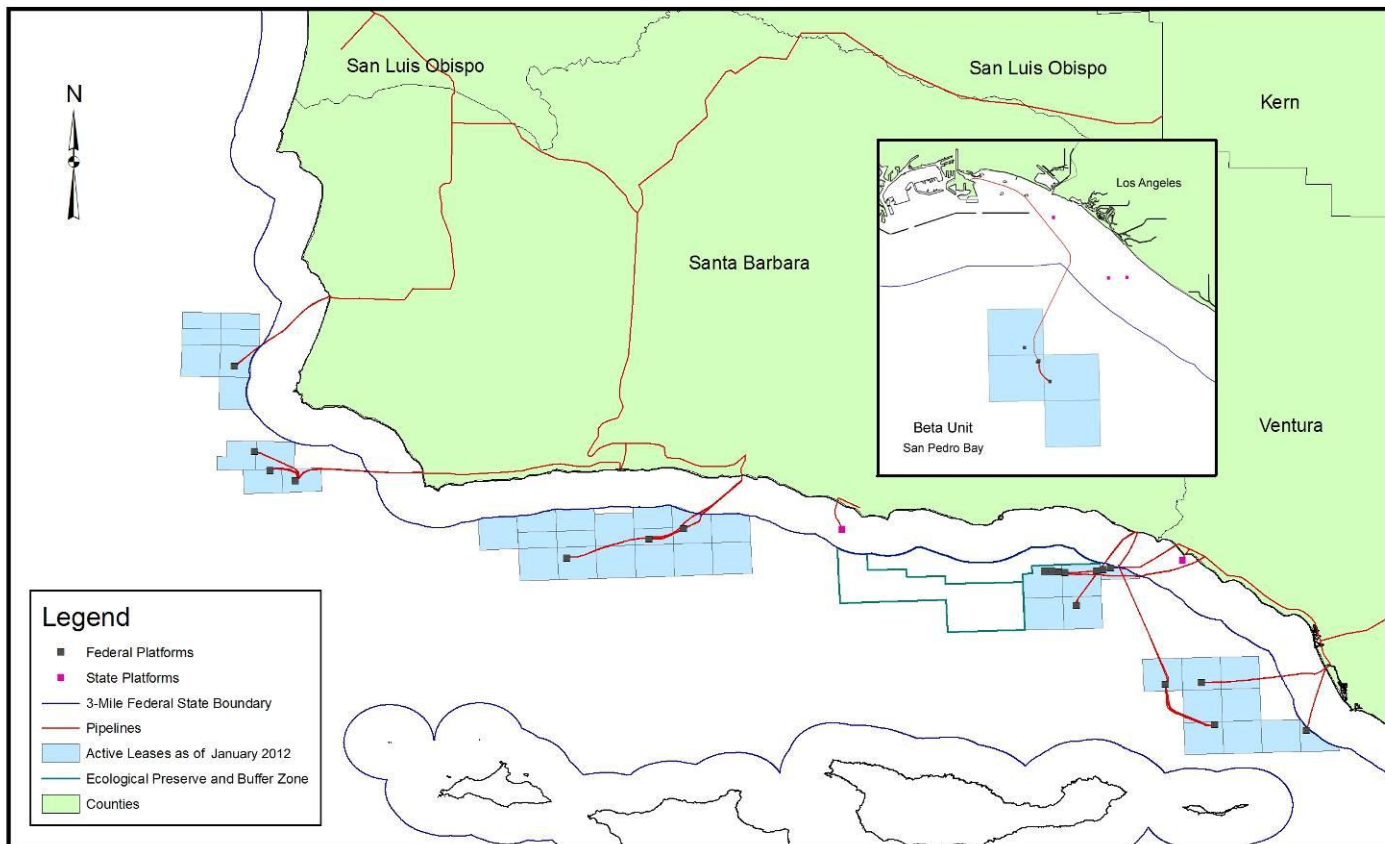 N
San Luis Obispo
San Luis Obispo
Kern
Los Angeles
Santa Barbara
Ventura
Beta Unit
San Pedro Bay
Legend
Federal Platforms
State Platforms
3-Mile Federal State Boundary
Pipelines
Active Leases as of January 2012
Ecological Preserve and Buffer Zone
Counties